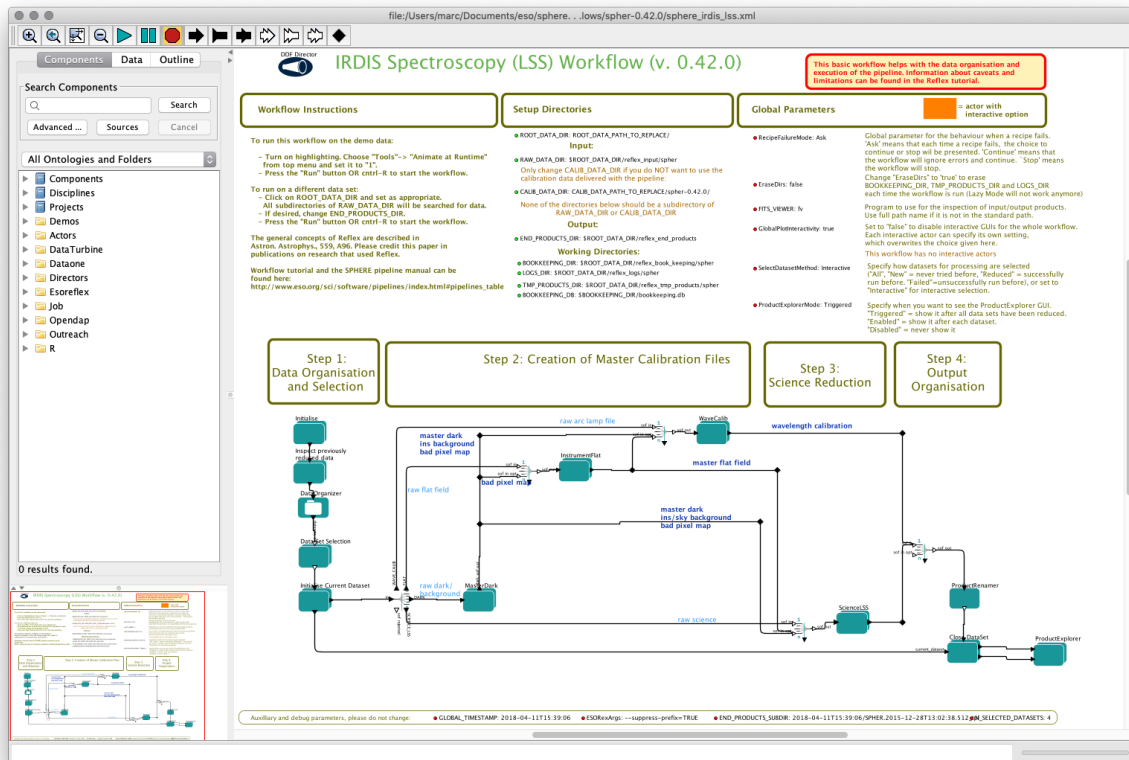 file:/Users/marc/Documents/eso/sphere. . .lows/spher-0.42.0/sphere_irdis_lss.xml
Components Data Outline
Search Components
Search
Advanced ... Sources Cancel
All Ontologies and Folders
Components
Disciplines
Projects
Demos
Actors
DataTurbine
Dataone
Directors
Esoreflex
Job
Opendap
Outreach
R
0 results found.
DDF Director
IRDIS Spectroscopy (LSS) Workflow (v. 0.42.0)
This basic workflow helps with the data organisation and
execution of the pipeline. Information about caveats and
limitations can be found in the Reflex tutorial.
Workflow Instructions
To run this workflow on the demo data:
- Turn on highlighting. Choose "Tools"-> "Animate at Runtime"
from top menu and set it to "1".
- Press the "Run" button OR cntrl-R to start the workflow.
To run on a different data set:
- Click on ROOT_DATA_DIR and set as appropriate.
All subdirectories of RAW_DATA_DIR will be searched for data.
- If desired, change END_PRODUCTS_DIR.
- Press the "Run" button OR cntrl-R to start the workflow.
The general concepts of Reflex are described in
Astron. Astrophys., 559, A96. Please credit this paper in
publications on research that used Reflex.
Workflow tutorial and the SPHERE pipeline manual can be
found here:
http://www.eso.org/sci/software/pipelines/index.html#pipelines_table
Setup Directories
ROOT_DATA_DIR: ROOT_DATA_PATH_TO_REPLACE/
Input:
RAW_DATA_DIR: $ROOT_DATA_DIR/reflex_input/spher
Only change CALIB_DATA_DIR if you do NOT want to use the
calibration data delivered with the pipeline:
CALIB_DATA_DIR: CALIB_DATA_PATH_TO_REPLACE/spher-0.42.0/
None of the directories below should be a subdirectory of
RAW_DATA_DIR or CALIB_DATA_DIR
Output:
END_PRODUCTS_DIR: $ROOT_DATA_DIR/reflex_end_products
Working Directories:
BOOKKEEPING_DIR: $ROOT_DATA_DIR/reflex_book_keeping/spher
LOGS_DIR: $ROOT_DATA_DIR/reflex_logs/spher
TMP_PRODUCTS_DIR: $ROOT_DATA_DIR/reflex_tmp_products/spher
BOOKKEEPING_DB: $BOOKKEEPING_DIR/bookkeeping.db
Global Parameters
= actor with
interactive option
RecipeFailureMode: Ask
Global parameter for the behaviour when a recipe fails.
'Ask' means that each time a recipe fails, the choice to
continue or stop wil be presented. 'Continue' means that
the workflow will ignore errors and continue. `Stop' means
the workflow will stop.
EraseDirs: false
Change "EraseDirs" to 'true' to erase
BOOKKEEPING_DIR, TMP_PRODUCTS_DIR and LOGS_DIR
each time the workflow is run (Lazy Mode will not work anymore)
FITS_VIEWER: fv
Program to use for the inspection of input/output products.
Use full path name if it is not in the standard path.
GlobalPlotInteractivity: true
Set to "false" to disable interactive GUIs for the whole workflow.
Each interactive actor can specify its own setting,
which overwrites the choice given here.
This workflow has no interactive actors
SelectDatasetMethod: Interactive
Specify how datasets for processing are selected
("All", "New" = never tried before, "Reduced" = successfully
run before. "Failed"=unsuccessfully run before), or set to
"Interactive" for interactive selection.
ProductExplorerMode: Triggered
Specify when you want to see the ProductExplorer GUI.
"Triggered" = show it after all data sets have been reduced.
"Enabled" = show it after each dataset.
"Disabled" = never show it
Step 1:
Data Organisation
and Selection
Step 2: Creation of Master Calibration Files
Step 3:
Science Reduction
Step 4:
Output
Organisation
Initialise
Inspect previously
reduced data
DataOrganizer
DataSet Selection
Initialise Current Dataset
raw arc lamp file
master dark
ins background
bad pixel map
WaveCalib
wavelength calibration
InstrumentFlat
master flat field
bad pixel map
raw flat field
master dark
ins/sky background
bad pixel map
raw dark/
background
MasterDark
raw science
ScienceLSS
ProductRenamer
Close DataSet
current_dataset
ProductExplorer
Auxiliary and debug parameters, please do not change:
GLOBAL_TIMESTAMP: 2018-04-11T15:39:06
ESORexArgs: --suppress-prefix=TRUE
END_PRODUCTS_SUBDIR: 2018-04-11T15:39:06/SPHER.2015-12-28T13:02:38.512
N_SELECTED_DATASETS: 4